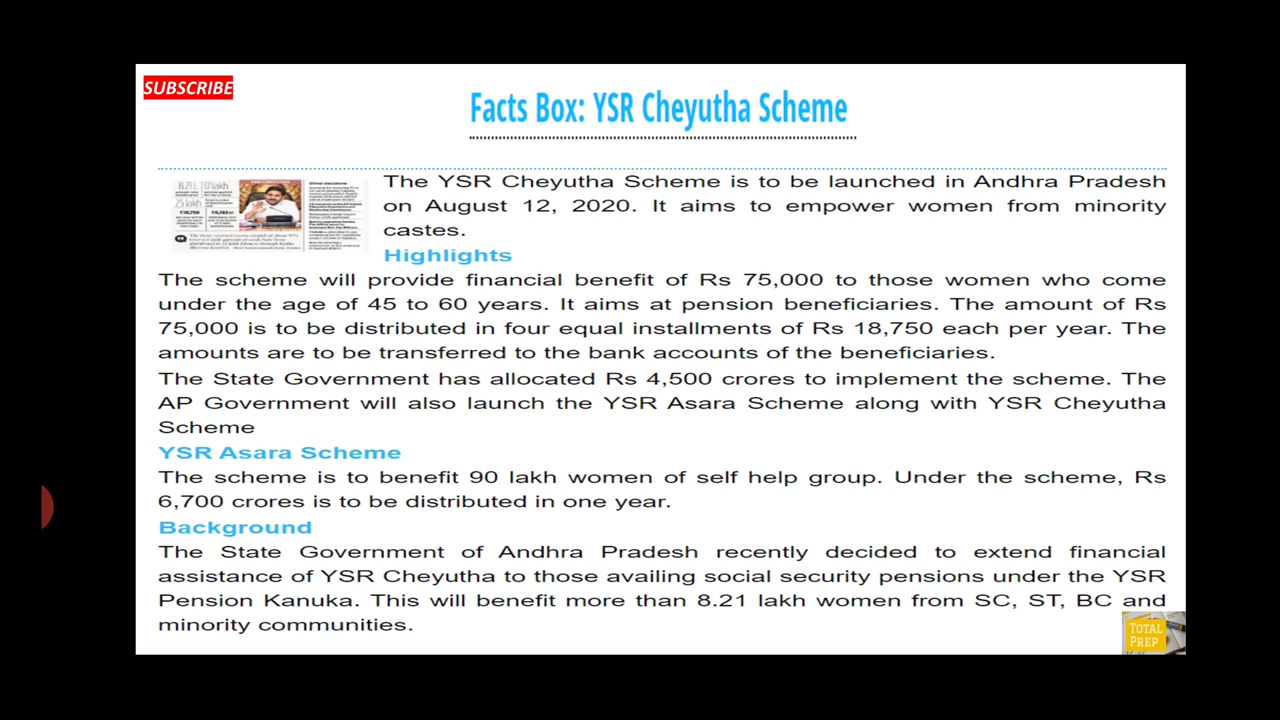 SUBSCRIBE
Facts Box: YSR Cheyutha Scheme
8.21 L
17 lakh
25 lakh
₹18,750
The YSR Cheyutha Scheme is to be launched in Andhra Pradesh
on August 12, 2020. It aims to empower women from minority
castes.
Highlights
The scheme will provide financial benefit of Rs 75,000 to those women who come
under the age of 45 to 60 years. It aims at pension beneficiaries. The amount of Rs
75,000 is to be distributed in four equal installments of Rs 18,750 each per year. The
amounts are to be transferred to the bank accounts of the beneficiaries.
The State Government has allocated Rs 4,500 crores to implement the scheme. The
AP Government will also launch the YSR Asara Scheme along with YSR Cheyutha
Scheme
YSR Asara Scheme
The scheme is to benefit 90 lakh women of self help group. Under the scheme, Rs
6,700 crores is to be distributed in one year.
Background
The State Government of Andhra Pradesh recently decided to extend financial
assistance of YSR Cheyutha to those availing social security pensions under the YSR
Pension Kanuka. This will benefit more than 8.21 lakh women from SC, ST, BC and
minority communities.
TOTAL
PREP